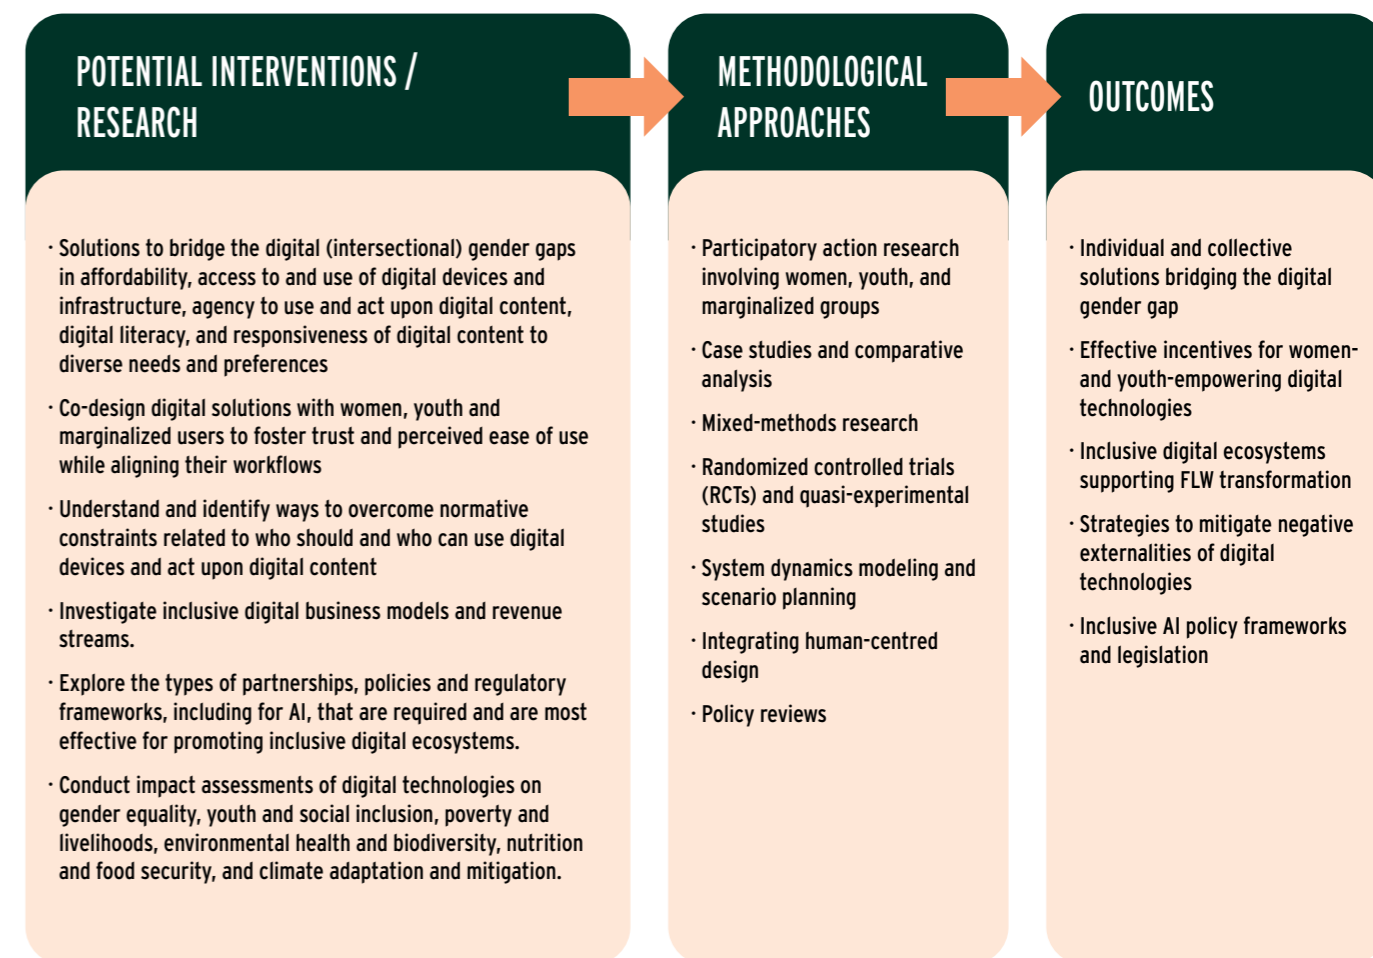 POTENTIAL INTERVENTIONS /
RESEARCH
· Solutions to bridge the digital (intersectional) gender gaps
in affordability, access to and use of digital devices and
infrastructure, agency to use and act upon digital content,
digital literacy, and responsiveness of digital content to
diverse needs and preferences
· Co-design digital solutions with women, youth and
marginalized users to foster trust and perceived ease of use
while aligning their workflows
· Understand and identify ways to overcome normative
constraints related to who should and who can use digital
devices and act upon digital content
· Investigate inclusive digital business models and revenue
streams.
· Explore the types of partnerships, policies and regulatory
frameworks, including for AI, that are required and are most
effective for promoting inclusive digital ecosystems.
· Conduct impact assessments of digital technologies on
gender equality, youth and social inclusion, poverty and
livelihoods, environmental health and biodiversity, nutrition
and food security, and climate adaptation and mitigation.
METHODOLOGICAL
APPROACHES
· Participatory action research
involving women, youth, and
marginalized groups
· Case studies and comparative
analysis
· Mixed-methods research
· Randomized controlled trials
(RCTs) and quasi-experimental
studies
· System dynamics modeling and
scenario planning
· Integrating human-centred
design
· Policy reviews
OUTCOMES
· Individual and collective
solutions bridging the digital
gender gap
· Effective incentives for women-
and youth-empowering digital
technologies
· Inclusive digital ecosystems
supporting FLW transformation
· Strategies to mitigate negative
externalities of digital
technologies
· Inclusive AI policy frameworks
and legislation